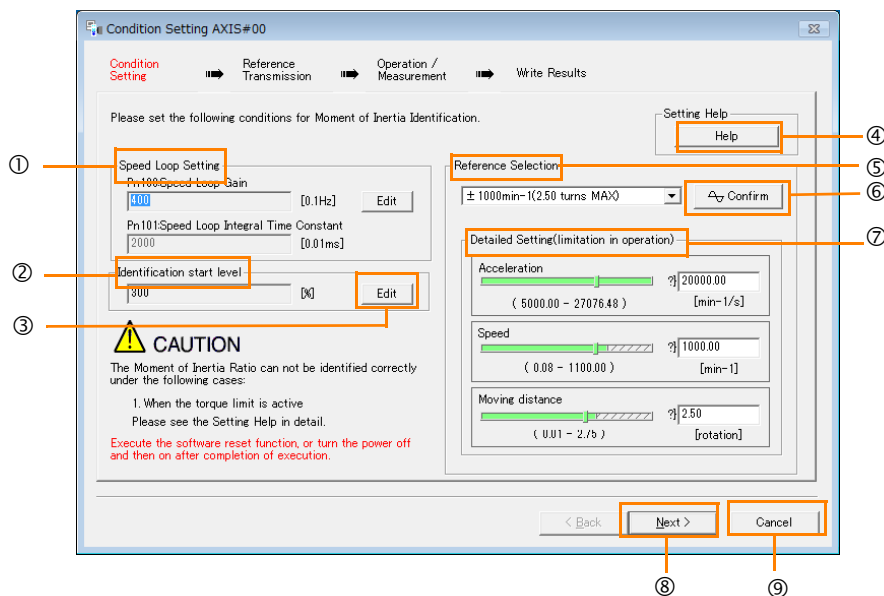 Condition Setting AXIS#00
Condition Setting
Reference Transmission
Operation / Measurement
Write Results
Please set the following conditions for Moment of Inertia Identification.
Setting Help
Help
④
①
Speed Loop Setting
Pn100:Speed Loop Gain
400 [0.1Hz] Edit
Pn101:Speed Loop Integral Time Constant
2000 [0.01ms]
②
Identification start level
300 [%] Edit
③
CAUTION
The Moment of Inertia Ratio can not be identified correctly
under the following cases:
1. When the torque limit is active
Please see the Setting Help in detail.
Execute the software reset function, or turn the power off
and then on after completion of execution.
Reference Selection
⑤
± 1000min-1(2.50 turns MAX) Confirm
⑥
Detailed Setting(limitation in operation)
⑦
Acceleration
?} 20000.00
( 5000.00 - 27076.48 ) [min-1/s]
Speed
?} 1000.00
( 0.08 - 1100.00 ) [min-1]
Moving distance
?} 2.50
( 0.01 - 2.75 ) [rotation]
< Back Next > Cancel
⑧ ⑨